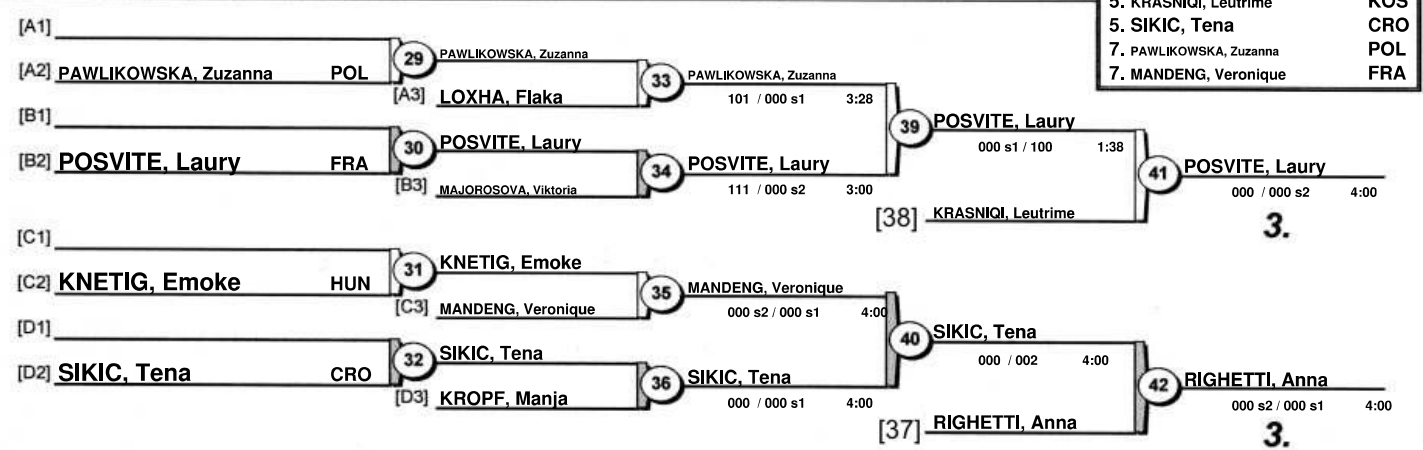 5. KRASNIQI, Leutrime KOS
5. SIKIC, Tena CRO
7. PAWLIKOWSKA, Zuzanna POL
7. MANDENG, Veronique FRA
[A1]
[A2] PAWLIKOWSKA, Zuzanna POL
29
PAWLIKOWSKA, Zuzanna
[A3] LOXHA, Flaka
33
PAWLIKOWSKA, Zuzanna
101 / 000 s1 3:28
[B1]
[B2] POSVITE, Laury FRA
30
POSVITE, Laury
[B3] MAJOROSOVA, Viktoria
34
POSVITE, Laury
111 / 000 s2 3:00
39
POSVITE, Laury
000 s1 / 100 1:38
[38] KRASNIQI, Leutrime
41
POSVITE, Laury
000 / 000 s2 4:00
3.
[C1]
[C2] KNETIG, Emoke HUN
31
KNETIG, Emoke
[C3] MANDENG, Veronique
35
MANDENG, Veronique
000 s2 / 000 s1 4:00
[D1]
[D2] SIKIC, Tena CRO
32
SIKIC, Tena
[D3] KROPF, Manja
36
SIKIC, Tena
000 / 000 s1 4:00
40
SIKIC, Tena
000 / 002 4:00
[37] RIGHETTI, Anna
42
RIGHETTI, Anna
000 s2 / 000 s1 4:00
3.